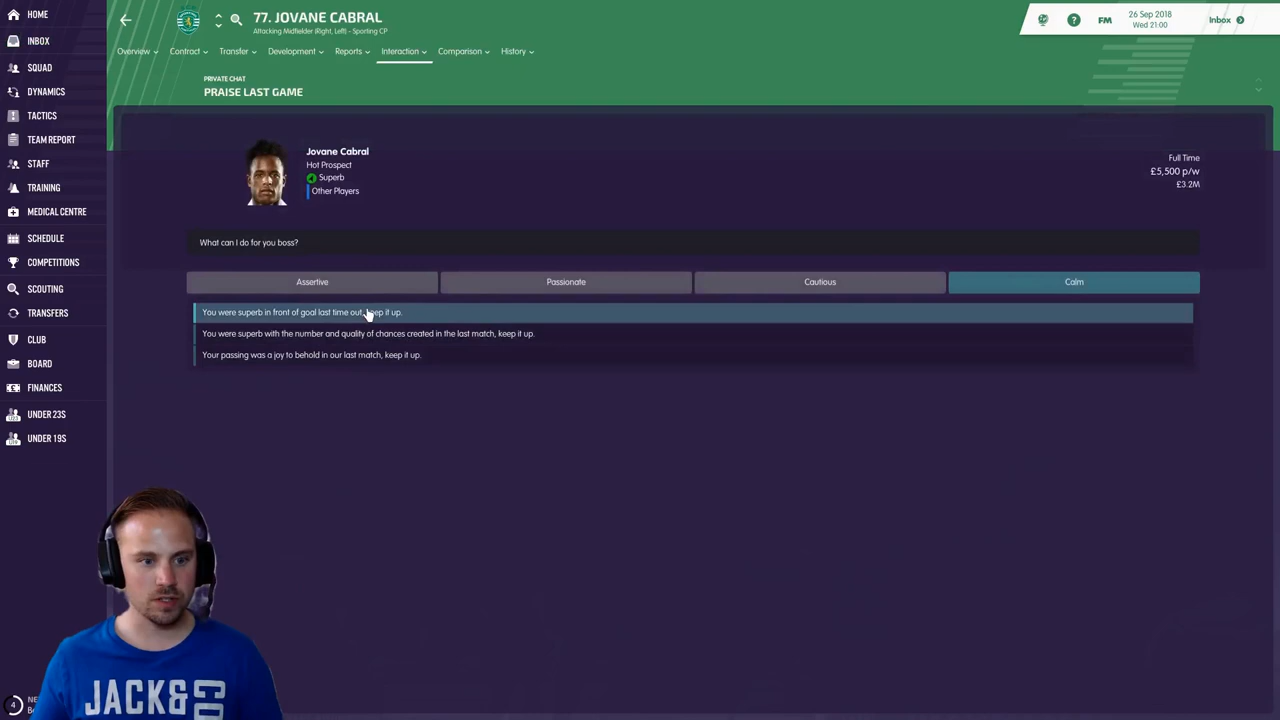 HOME
INBOX
SQUAD
DYNAMICS
TACTICS
TEAM REPORT
STAFF
TRAINING
MEDICAL CENTRE
SCHEDULE
COMPETITIONS
SCOUTING
TRANSFERS
CLUB
BOARD
FINANCES
UNDER 23S
UNDER 19S
4
77. JOVANE CABRAL
Attacking Midfielder (Right, Left) - Sporting CP
?
FM
26 Sep 2018
Wed 21:00
Inbox
Overview
Contract
Transfer
Development
Reports
Interaction
Comparison
History
PRIVATE CHAT
PRAISE LAST GAME
Jovane Cabral
Hot Prospect
Superb
Other Players
Full Time
£5,500 p/w
£3.2M
What can I do for you boss?
Assertive
Passionate
Cautious
Calm
You were superb in front of goal last time out, keep it up.
You were superb with the number and quality of chances created in the last match, keep it up.
Your passing was a joy to behold in our last match, keep it up.
JACK&